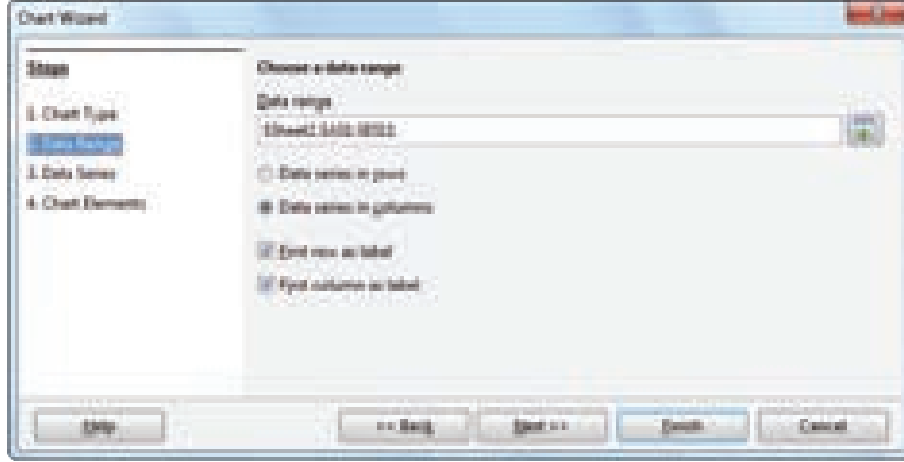 Chart Wizard
Steps
1. Chart Type
2. Data Range
3. Data Series
4. Chart Elements
Choose a data range
Data range
Data series in rows
Data series in columns
First row as label
First column as label
Help
<< Back
Next >>
Finish
Cancel